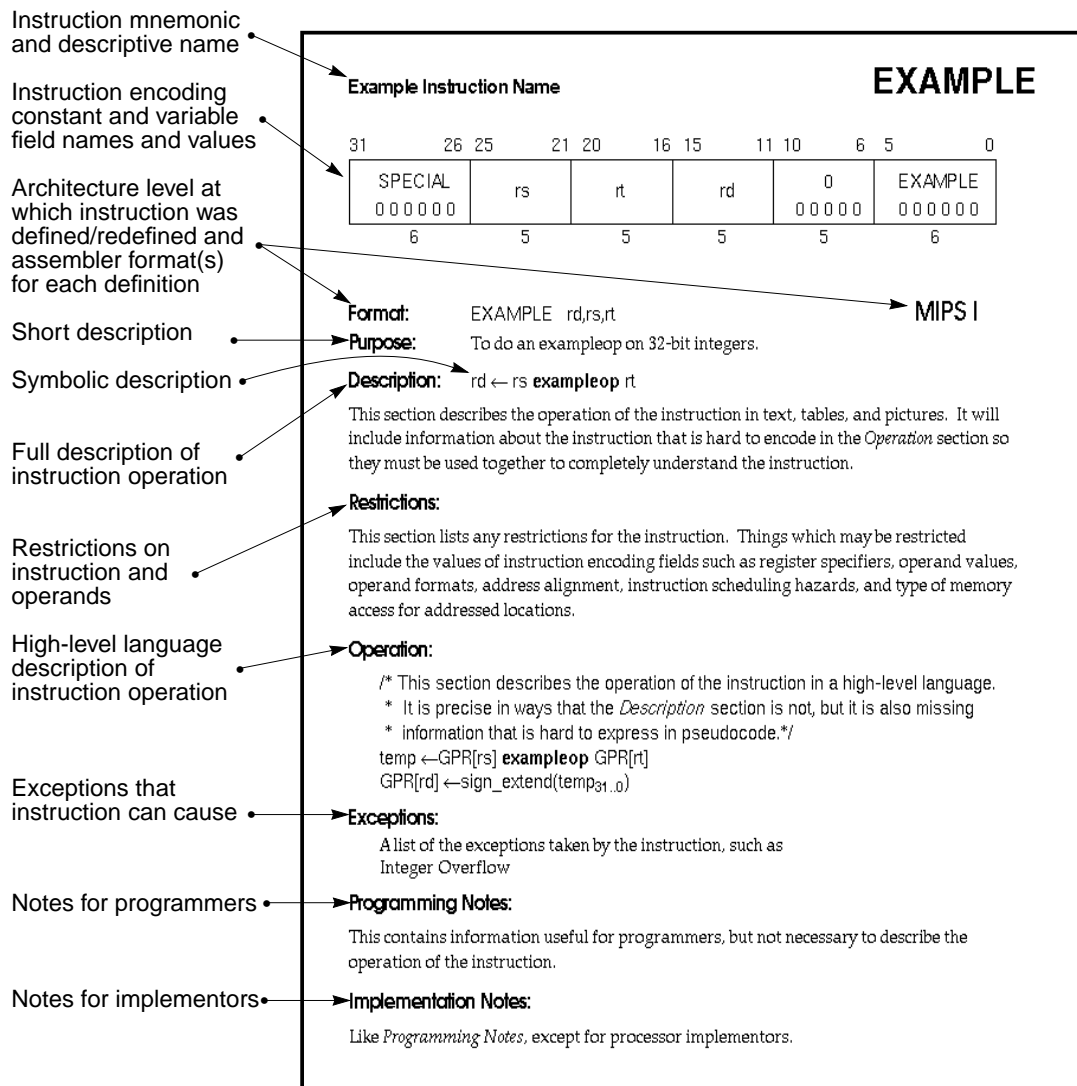 Instruction mnemonic
and descriptive name
Instruction encoding
constant and variable
field names and values
Architecture level at
which instruction was
defined/redefined and
assembler format(s)
for each definition
Short description
Symbolic description
Full description of
instruction operation
Restrictions on
instruction and
operands
High-level language
description of
instruction operation
Exceptions that
instruction can cause
Notes for programmers
Notes for implementors
Example Instruction Name EXAMPLE
31 26 25 21 20 16 15 11 10 6 5 0
SPECIAL rs rt rd 0 EXAMPLE
000000 00000 000000
6 5 5 5 5 6
Format: EXAMPLE rd,rs,rt MIPS I
Purpose: To do an exampleop on 32-bit integers.
Description: rd ← rs exampleop rt
This section describes the operation of the instruction in text, tables, and pictures. It will
include information about the instruction that is hard to encode in the Operation section so
they must be used together to completely understand the instruction.
Restrictions:
This section lists any restrictions for the instruction. Things which may be restricted
include the values of instruction encoding fields such as register specifiers, operand values,
operand formats, address alignment, instruction scheduling hazards, and type of memory
access for addressed locations.
Operation:
/* This section describes the operation of the instruction in a high-level language.
* It is precise in ways that the Description section is not, but it is also missing
* information that is hard to express in pseudocode.*/
temp ←GPR[rs] exampleop GPR[rt]
GPR[rd] ←sign_extend(temp31..0)
Exceptions:
A list of the exceptions taken by the instruction, such as
Integer Overflow
Programming Notes:
This contains information useful for programmers, but not necessary to describe the
operation of the instruction.
Implementation Notes:
Like Programming Notes, except for processor implementors.